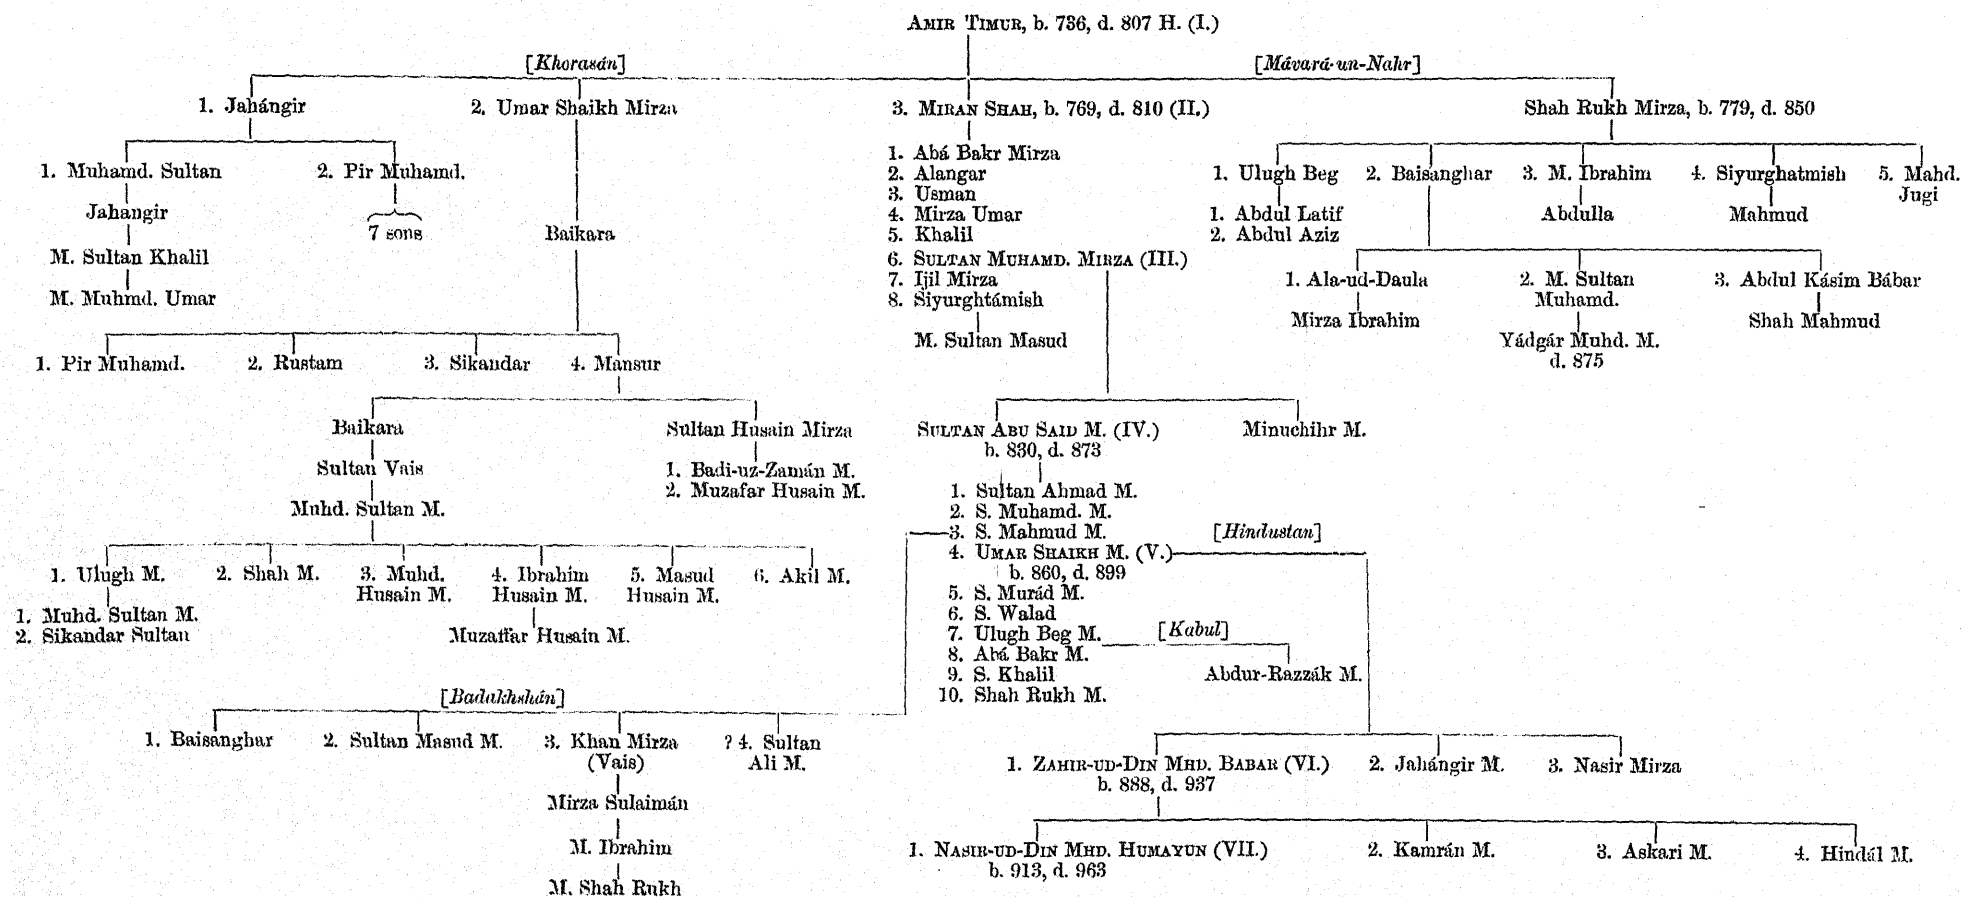 AMIR TIMUR, b. 736, d. 807 H. (I.)
[Khorasán]
[Mávará-un-Nahr]
1. Jahángir
2. Umar Shaikh Mirza
3. MIRAN SHAH, b. 769, d. 810 (II.)
Shah Rukh Mirza, b. 779, d. 850
1. Muhamd. Sultan
2. Pir Muhamd.
Jahangir
7 sons
M. Sultan Khalil
M. Muhmd. Umar
Baikara
1. Abá Bakr Mirza
2. Alangar
3. Usman
4. Mirza Umar
5. Khalil
6. SULTAN MUHAMD. MIRZA (III.)
7. Ijil Mirza
8. Siyurghtámish
M. Sultan Masud
1. Ulugh Beg
2. Baisanghar
3. M. Ibrahim
4. Siyurghatmish
5. Mahd.
Jugi
1. Abdul Latif
2. Abdul Aziz
Abdulla
Mahmud
1. Ala-ud-Daula
2. M. Sultan
Muhamd.
3. Abdul Kásim Bábar
Mirza Ibrahim
Yádgár Muhd. M.
d. 875
Shah Mahmud
1. Pir Muhamd.
2. Rustam
3. Sikandar
4. Mansur
Baikara
Sultan Husain Mirza
Sultan Vais
1. Badi-uz-Zamán M.
2. Muzafar Husain M.
Muhd. Sultan M.
SULTAN ABU SAID M. (IV.)
b. 830, d. 873
Minuchihr M.
1. Sultan Ahmad M.
2. S. Muhamd. M.
3. S. Mahmud M.
4. UMAR SHAIKH M. (V.)
b. 860, d. 899
5. S. Murád M.
6. S. Walad
7. Ulugh Beg M.
8. Abá Bakr M.
9. S. Khalil
10. Shah Rukh M.
[Hindustan]
[Kabul]
Abdur-Razzák M.
1. Ulugh M.
2. Shah M.
3. Muhd.
Husain M.
4. Ibrahim
Husain M.
5. Masud
Husain M.
6. Akil M.
1. Muhd. Sultan M.
2. Sikandar Sultan
Muzaffar Husain M.
[Badakhshán]
1. Baisanghar
2. Sultan Masud M.
3. Khan Mirza
(Vais)
? 4. Sultan
Ali M.
Mirza Sulaimán
M. Ibrahim
M. Shah Rukh
1. ZAHIR-UD-DIN MHD. BABAR (VI.)
b. 888, d. 937
2. Jahángir M.
3. Nasir Mirza
1. NASIR-UD-DIN MHD. HUMAYUN (VII.)
b. 913, d. 963
2. Kamrán M.
3. Askari M.
4. Hindál M.